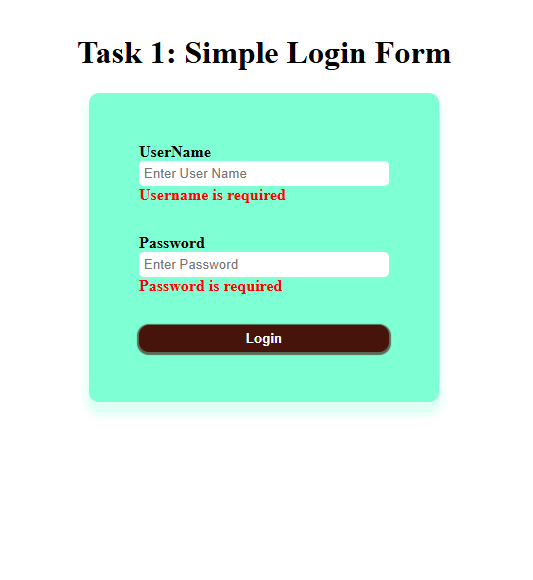 Task 1: Simple Login Form
UserName
Enter User Name
Username is required
Password
Enter Password
Password is required
Login